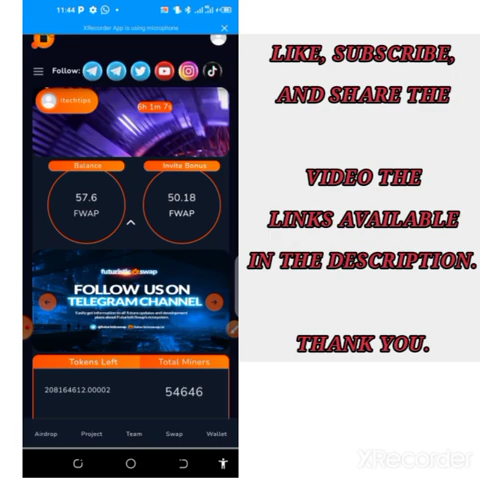 11:44
XRecorder App is using microphone
Follow:
itechtips
6h 1m 7s
Balance
57.6
FWAP
Invite Bonus
50.18
FWAP
futuristic swap
FOLLOW US ON
TELEGRAM CHANNEL
Tokens Left
Total Miners
208164612.00002
54646
Airdrop
Project
Team
Swap
Wallet
LIKE, SUBSCRIBE,
AND SHARE THE
VIDEO THE
LINKS AVAILABLE
IN THE DESCRIPTION.
THANK YOU.
XRecorder